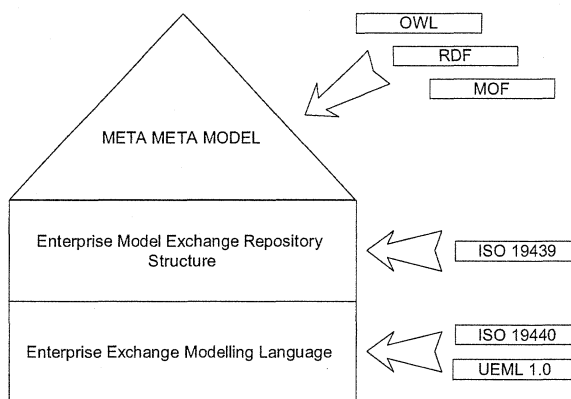 OWL
RDF
MOF
META META MODEL
Enterprise Model Exchange Repository
Structure
ISO 19439
Enterprise Exchange Modelling Language
ISO 19440
UEML 1.0